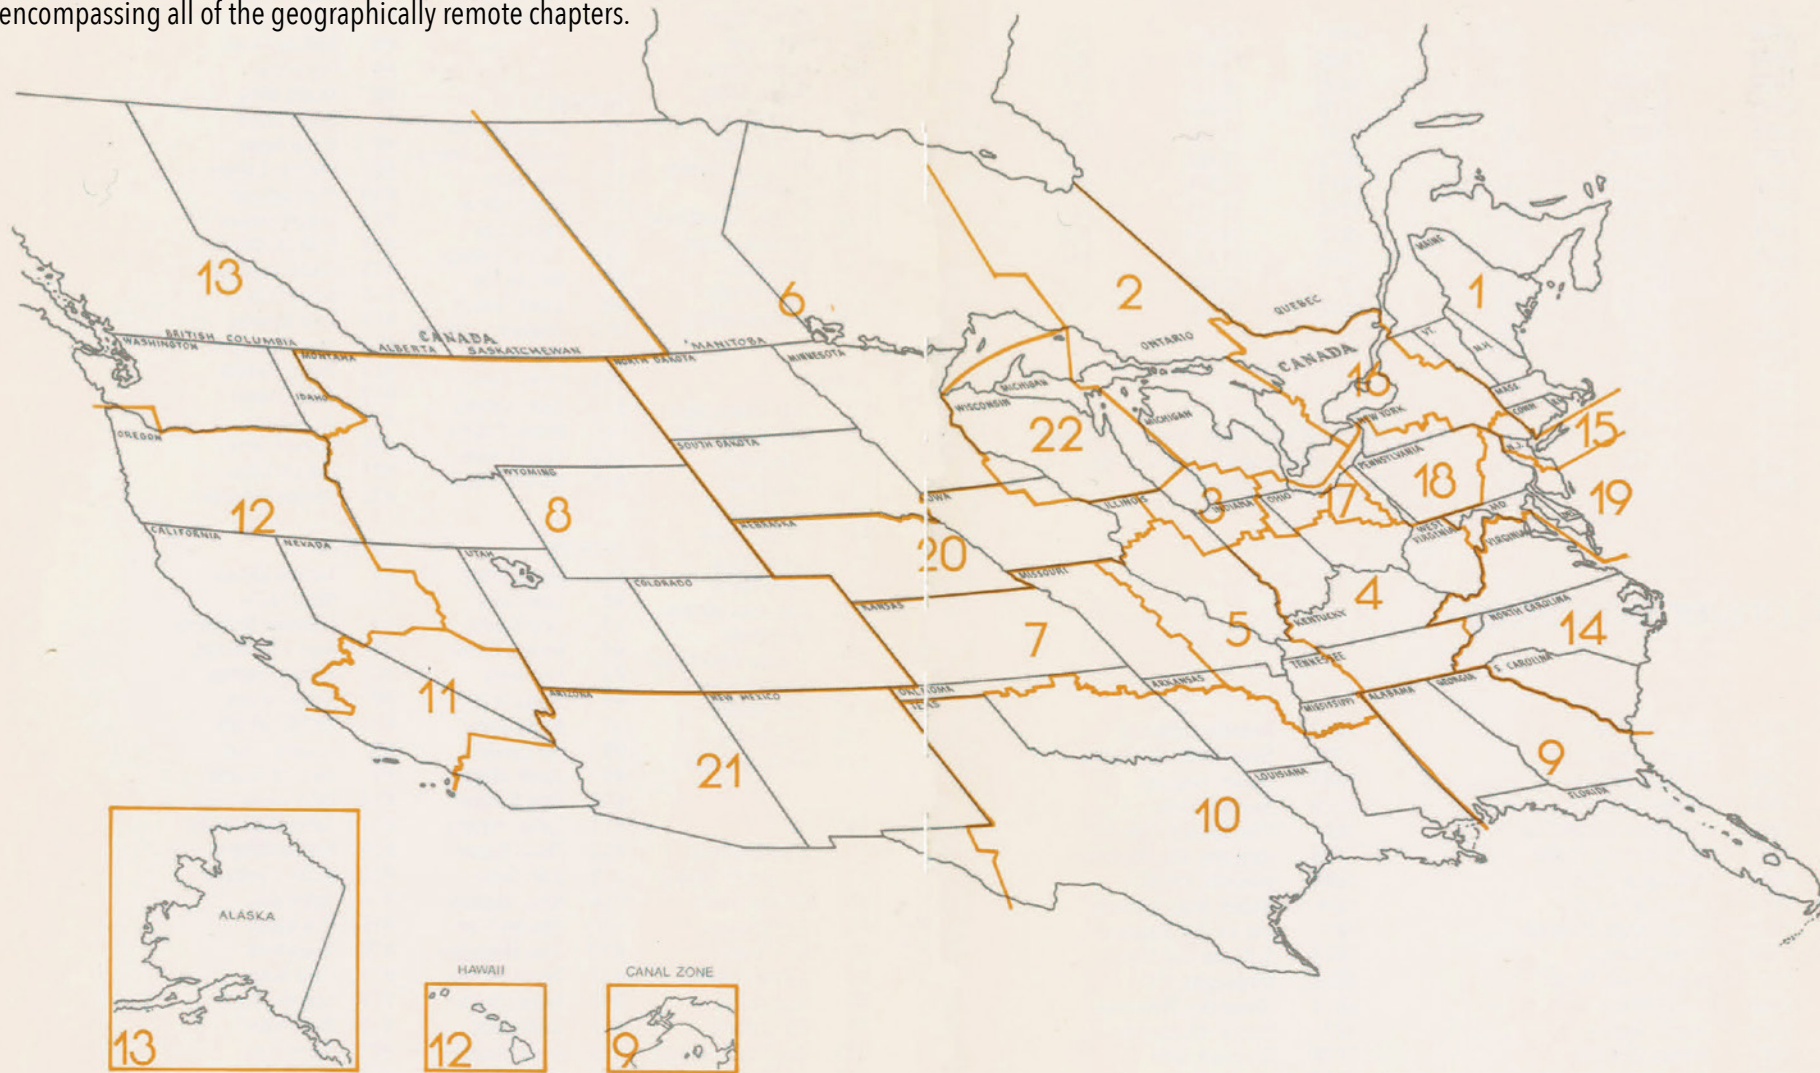 encompassing all of the geographically remote chapters.
13
6
2
QUEBEC
MAINE
1
BRITISH COLUMBIA
WASHINGTON
CANADA
ALBERTA
SASKATCHEWAN
MANITOBA
ONTARIO
CANADA
VT.
N.H.
MONTANA
NORTH DAKOTA
MINNESOTA
16
IDAHO
MICHIGAN
MASS
WISCONSIN
MICHIGAN
NEW YORK
CONN
R.I.
15
OREGON
SOUTH DAKOTA
22
N.J.
PENNSYLVANIA
18
WYOMING
IOWA
ILLINOIS
3
INDIANA
OHIO
17
19
12
8
CALIFORNIA
NEVADA
NEBRASKA
MD
WEST
VIRGINIA
VIRGINIA
UTAH
20
COLORADO
MISSOURI
KANSAS
4
KENTUCKY
NORTH CAROLINA
7
5
14
TENNESSEE
S. CAROLINA
11
ARIZONA
NEW MEXICO
OKLAHOMA
TEXAS
ARKANSAS
MISSISSIPPI
ALABAMA
GEORGIA
21
9
LOUISIANA
FLORIDA
10
ALASKA
13
HAWAII
12
CANAL ZONE
9